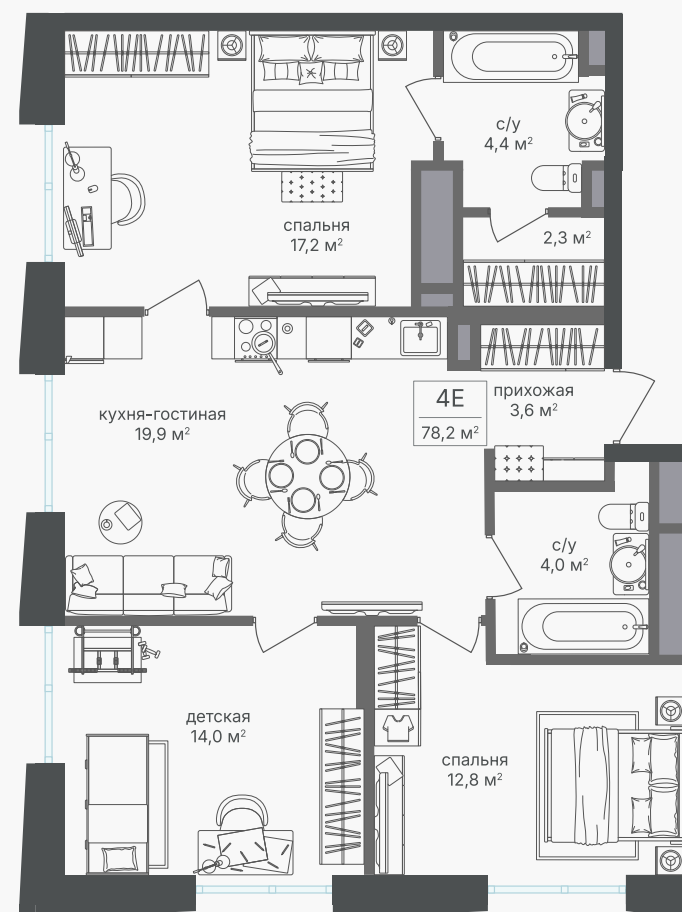 с/у
4,4 м²
спальня
17,2 м²
2,3 м²
4Е
78,2 м²
прихожая
3,6 м²
кухня-гостиная
19,9 м²
с/у
4,0 м²
детская
14,0 м²
спальня
12,8 м²